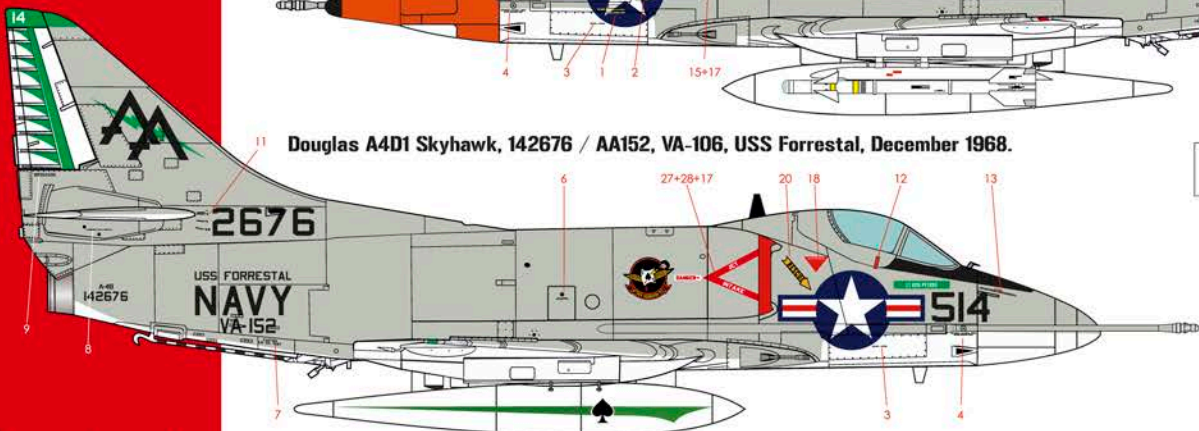 4
3
1
2
15+17
Douglas A4D1 Skyhawk, 142676 / AA152, VA-106, USS Forrestal, December 1968.
14
AA
11
2676
6
27+28+17
20
18
12
13
DANGER
JET
INTAKE
USS FORRESTAL
NAVY
VA-152
A-4B
142676
514
9
8
7
3
4